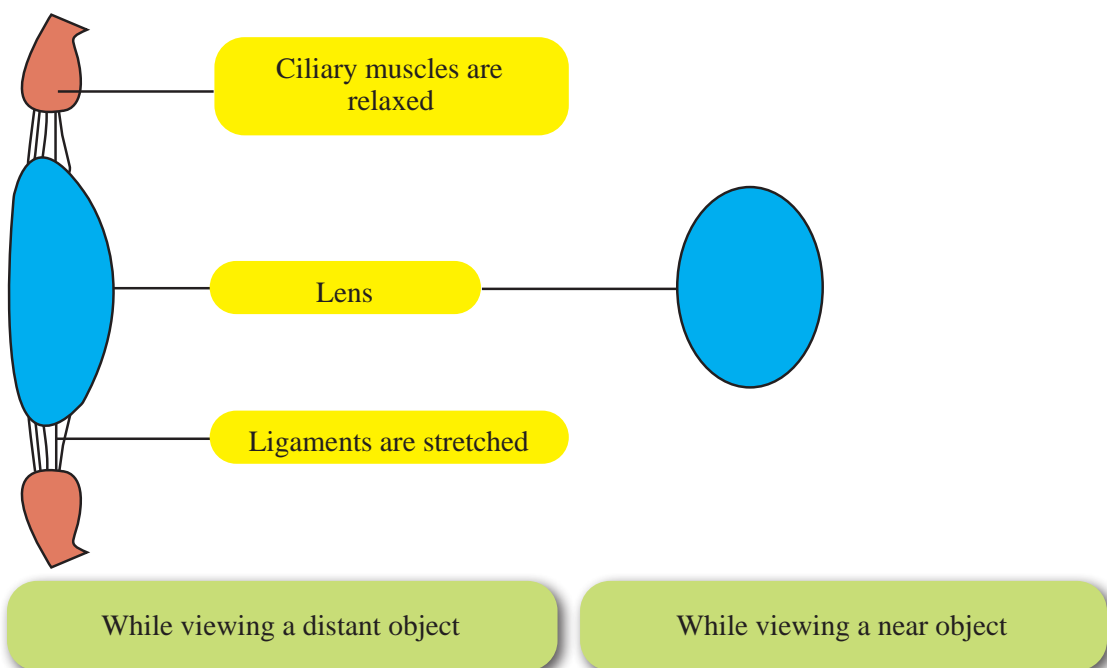 Ciliary muscles are
relaxed
Lens
Ligaments are stretched
While viewing a distant object
While viewing a near object